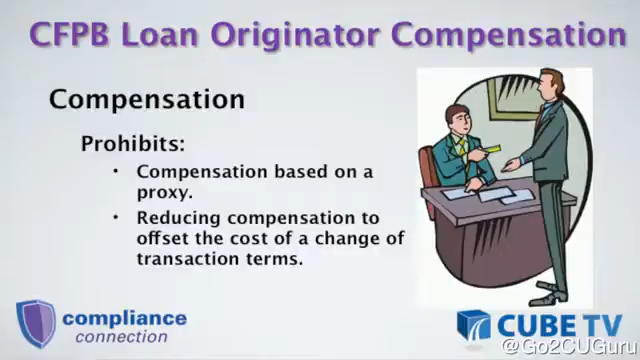 CFPB Loan Originator Compensation
Compensation
Prohibits:
• Compensation based on a
proxy.
• Reducing compensation to
offset the cost of a change of
transaction terms.
compliance
connection
CUBE TV
@Go2CUGuru